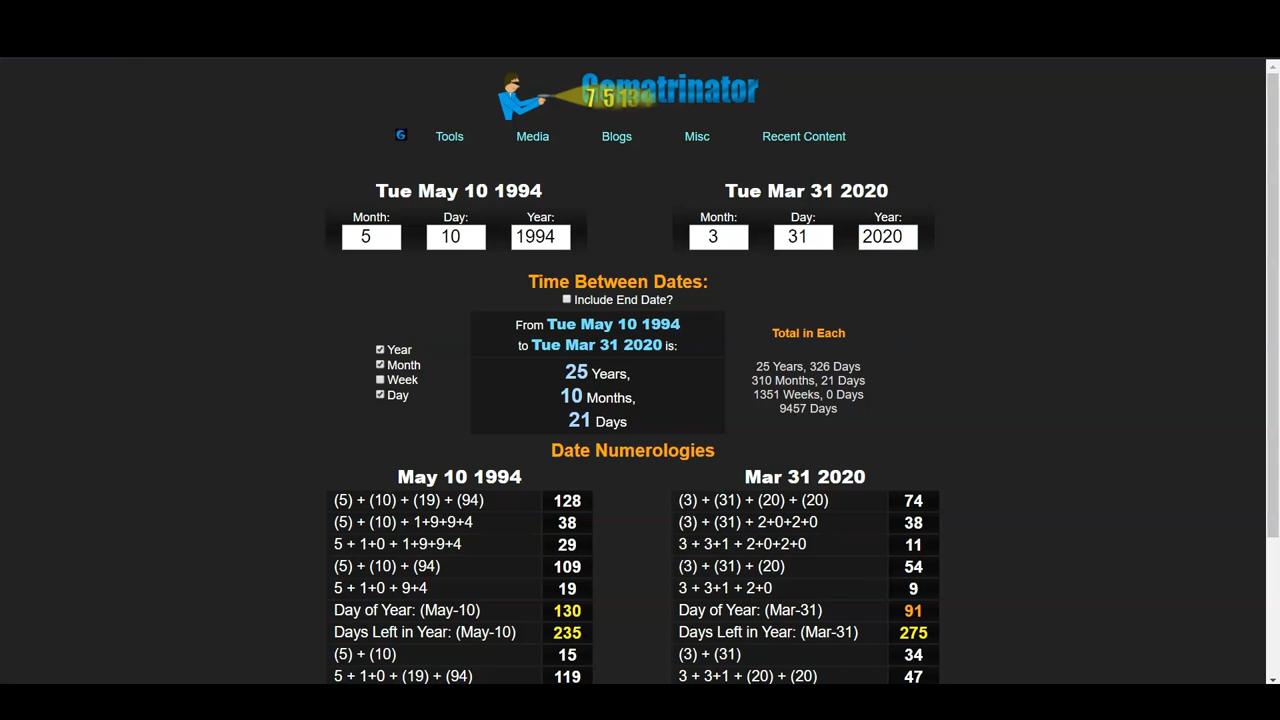 Gematrinator
7 5 134
G Tools Media Blogs Misc Recent Content
Tue May 10 1994 Tue Mar 31 2020
Month: Day: Year: Month: Day: Year:
5 10 1994 3 31 2020
Time Between Dates:
Include End Date?
From Tue May 10 1994
to Tue Mar 31 2020 is:
Total in Each
Year
Month
Week
Day
25 Years,
10 Months,
21 Days
25 Years, 326 Days
310 Months, 21 Days
1351 Weeks, 0 Days
9457 Days
Date Numerologies
May 10 1994 Mar 31 2020
(5) + (10) + (19) + (94) 128 (3) + (31) + (20) + (20) 74
(5) + (10) + 1+9+9+4 38 (3) + (31) + 2+0+2+0 38
5 + 1+0 + 1+9+9+4 29 3 + 3+1 + 2+0+2+0 11
(5) + (10) + (94) 109 (3) + (31) + (20) 54
5 + 1+0 + 9+4 19 3 + 3+1 + 2+0 9
Day of Year: (May-10) 130 Day of Year: (Mar-31) 91
Days Left in Year: (May-10) 235 Days Left in Year: (Mar-31) 275
(5) + (10) 15 (3) + (31) 34
5 + 1+0 + (19) + (94) 119 3 + 3+1 + (20) + (20) 47